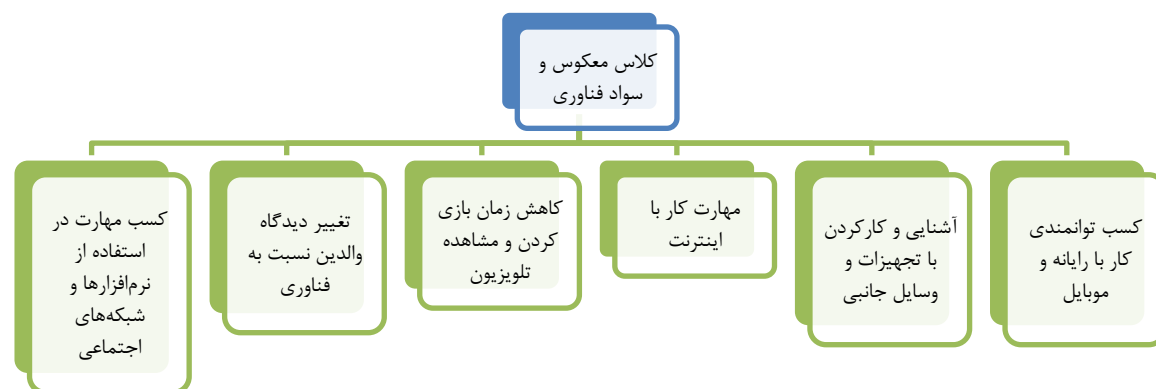 کلاس معکوس و
سواد فناوری
کسب توانمندی
کار با رایانه و
موبایل
آشنایی و کارکردن
با تجهیزات و
وسایل جانبی
مهارت کار با
اینترنت
کاهش زمان بازی
کردن و مشاهده
تلویزیون
تغییر دیدگاه
والدین نسبت به
فناوری
کسب مهارت در
استفاده از
نرم‌افزارها و
شبکه‌های
اجتماعی